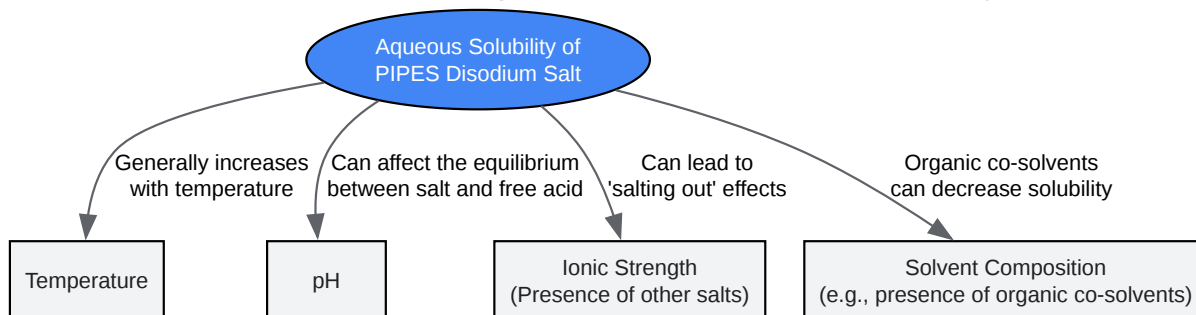 Aqueous Solubility of
PIPES Disodium Salt
Generally increases
with temperature
Can affect the equilibrium
between salt and free acid
Can lead to
'salting out' effects
Organic co-solvents
can decrease solubility
Temperature
pH
Ionic Strength
(Presence of other salts)
Solvent Composition
(e.g., presence of organic co-solvents)